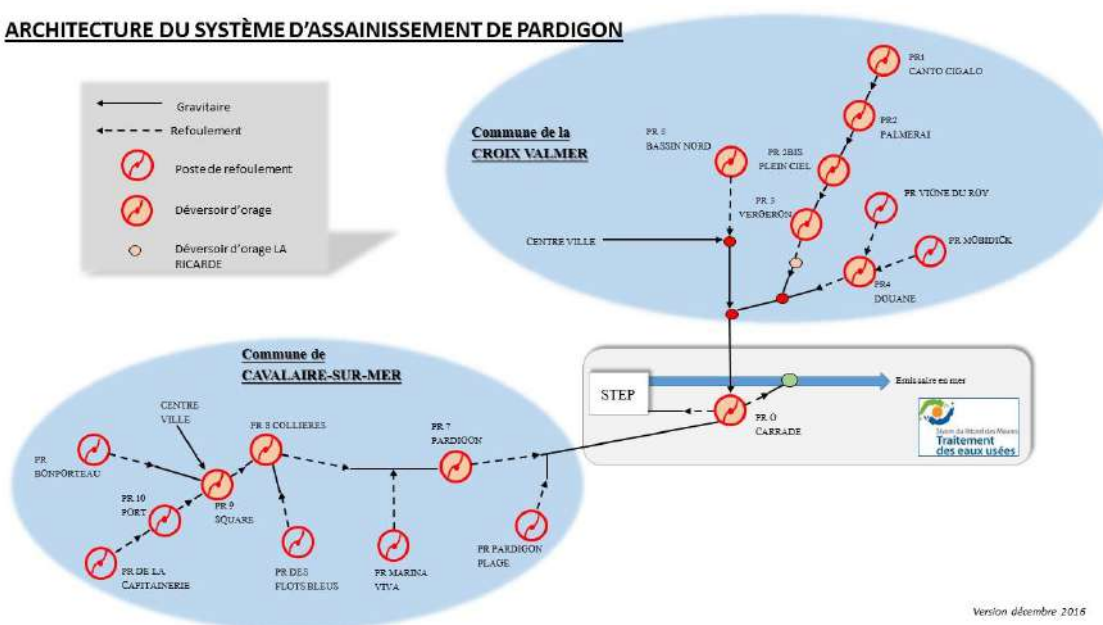 ARCHITECTURE DU SYSTÈME D'ASSAINISSEMENT DE PARDIGON
Gravitaire
Refoulement
Poste de refoulement
Déversoir d'orage
Déversoir d'orage LA
RICARDE
Commune de la
CROIX VALMER
PR1
CANTO CIGALO
PR2
PALMERAI
PR 5
BASSIN NORD
PR 2BIS
PLEIN CIEL
PR VIGNE DU ROY
PR 3
VERGERON
CENTRE VILLE
PR MOBIDICK
PR4
DOUANE
Commune de
CAVALAIRE-SUR-MER
CENTRE
VILLE
PR 8 COLLIERES
PR 7
PARDIGON
PR
BONPORTEAU
PR 10
PORT
PR 9
SQUARE
PR DE LA
CAPITAINERIE
PR DES
FLOTS BLEUS
PR MARINA
VIVA
PR PARDIGON
PLAGE
STEP
Emissaire en mer
PR 0
CARRADE
Sivom du littoral des Maures
Traitement
des eaux usées
Version décembre 2016